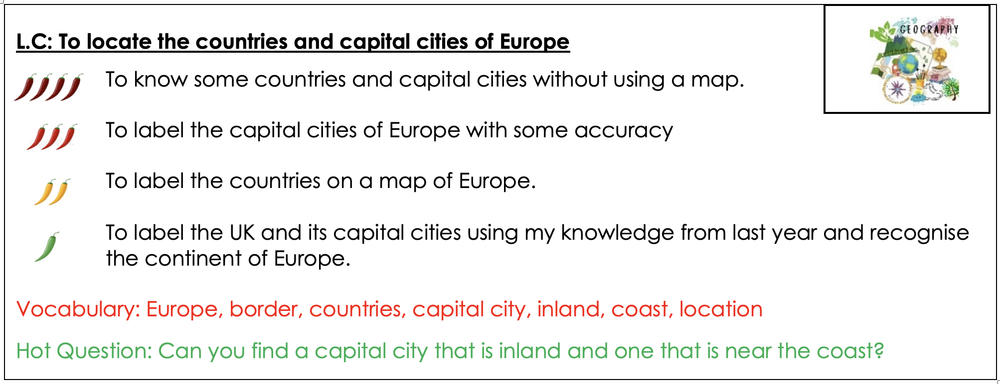 L.C: To locate the countries and capital cities of Europe
GEOGRAPHY
To know some countries and capital cities without using a map.
To label the capital cities of Europe with some accuracy
To label the countries on a map of Europe.
To label the UK and its capital cities using my knowledge from last year and recognise
the continent of Europe.
Vocabulary: Europe, border, countries, capital city, inland, coast, location
Hot Question: Can you find a capital city that is inland and one that is near the coast?